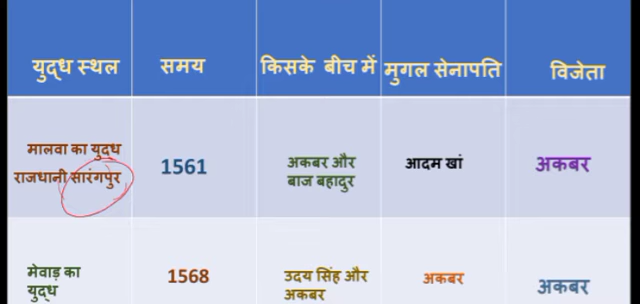 युद्ध स्थल समय किसके बीच में मुगल सेनापति विजेता
मालवा का युद्ध
राजधानी सारंगपुर
1561
अकबर और
बाज बहादुर
आदम खां
अकबर
मेवाड़ का
युद्ध
1568
उदय सिंह और
अकबर
अकबर
अकबर